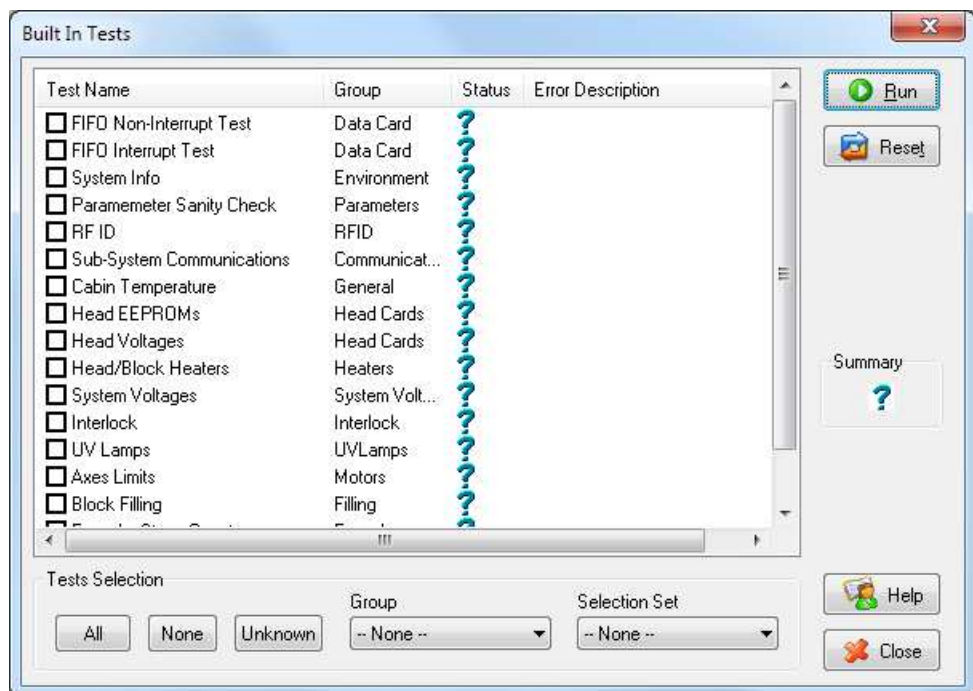 Built In Tests
Test Name Group Status Error Description
FIFO Non-Interrupt Test Data Card ?
FIFO Interrupt Test Data Card ?
System Info Environment ?
Paramemeter Sanity Check Parameters ?
RF ID RFID ?
Sub-System Communications Communicat... ?
Cabin Temperature General ?
Head EEPROMs Head Cards ?
Head Voltages Head Cards ?
Head/Block Heaters Heaters ?
System Voltages System Volt... ?
Interlock Interlock ?
UV Lamps UVLamps ?
Axes Limits Motors ?
Block Filling Filling ?
Run
Reset
Summary
?
Tests Selection
All None Unknown
Group
-- None --
Selection Set
-- None --
Help
Close